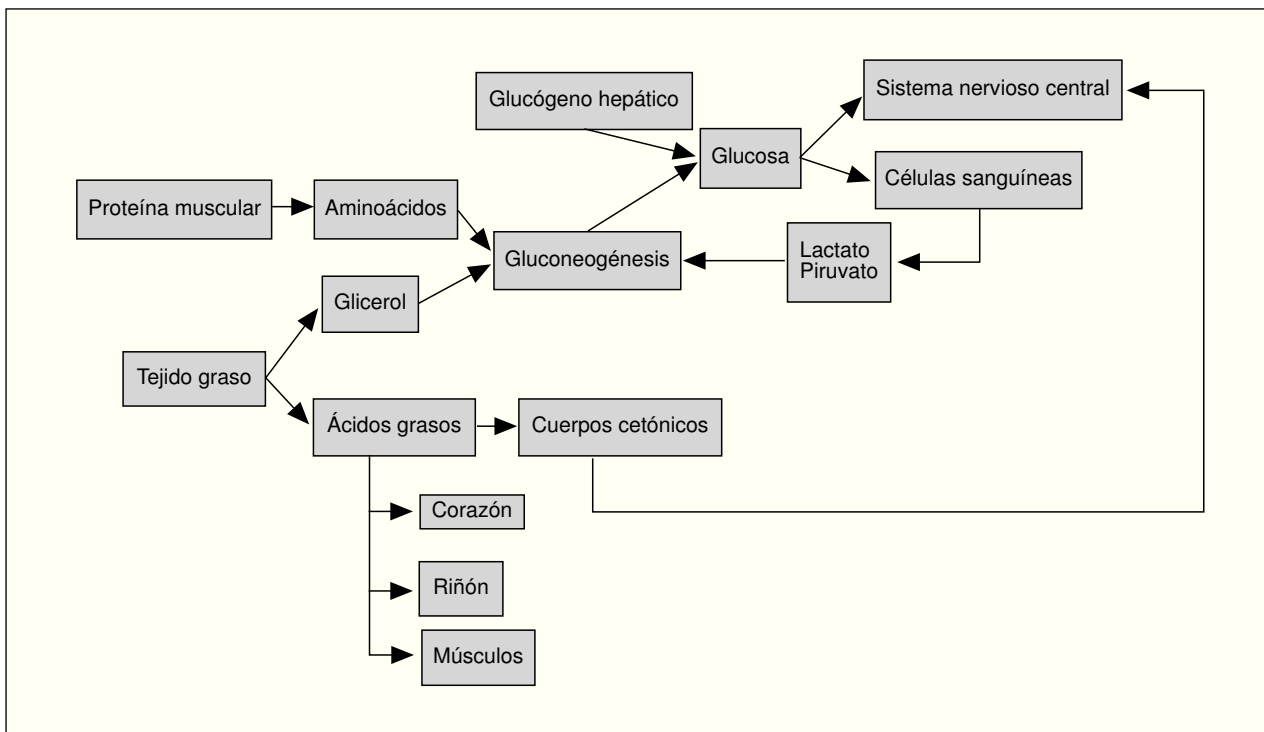 Glucógeno hepático
Sistema nervioso central
Glucosa
Células sanguíneas
Proteína muscular
Aminoácidos
Gluconeogénesis
Lactato
Piruvato
Glicerol
Tejido graso
Ácidos grasos
Cuerpos cetónicos
Corazón
Riñón
Músculos